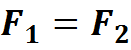 F₁ = F₂